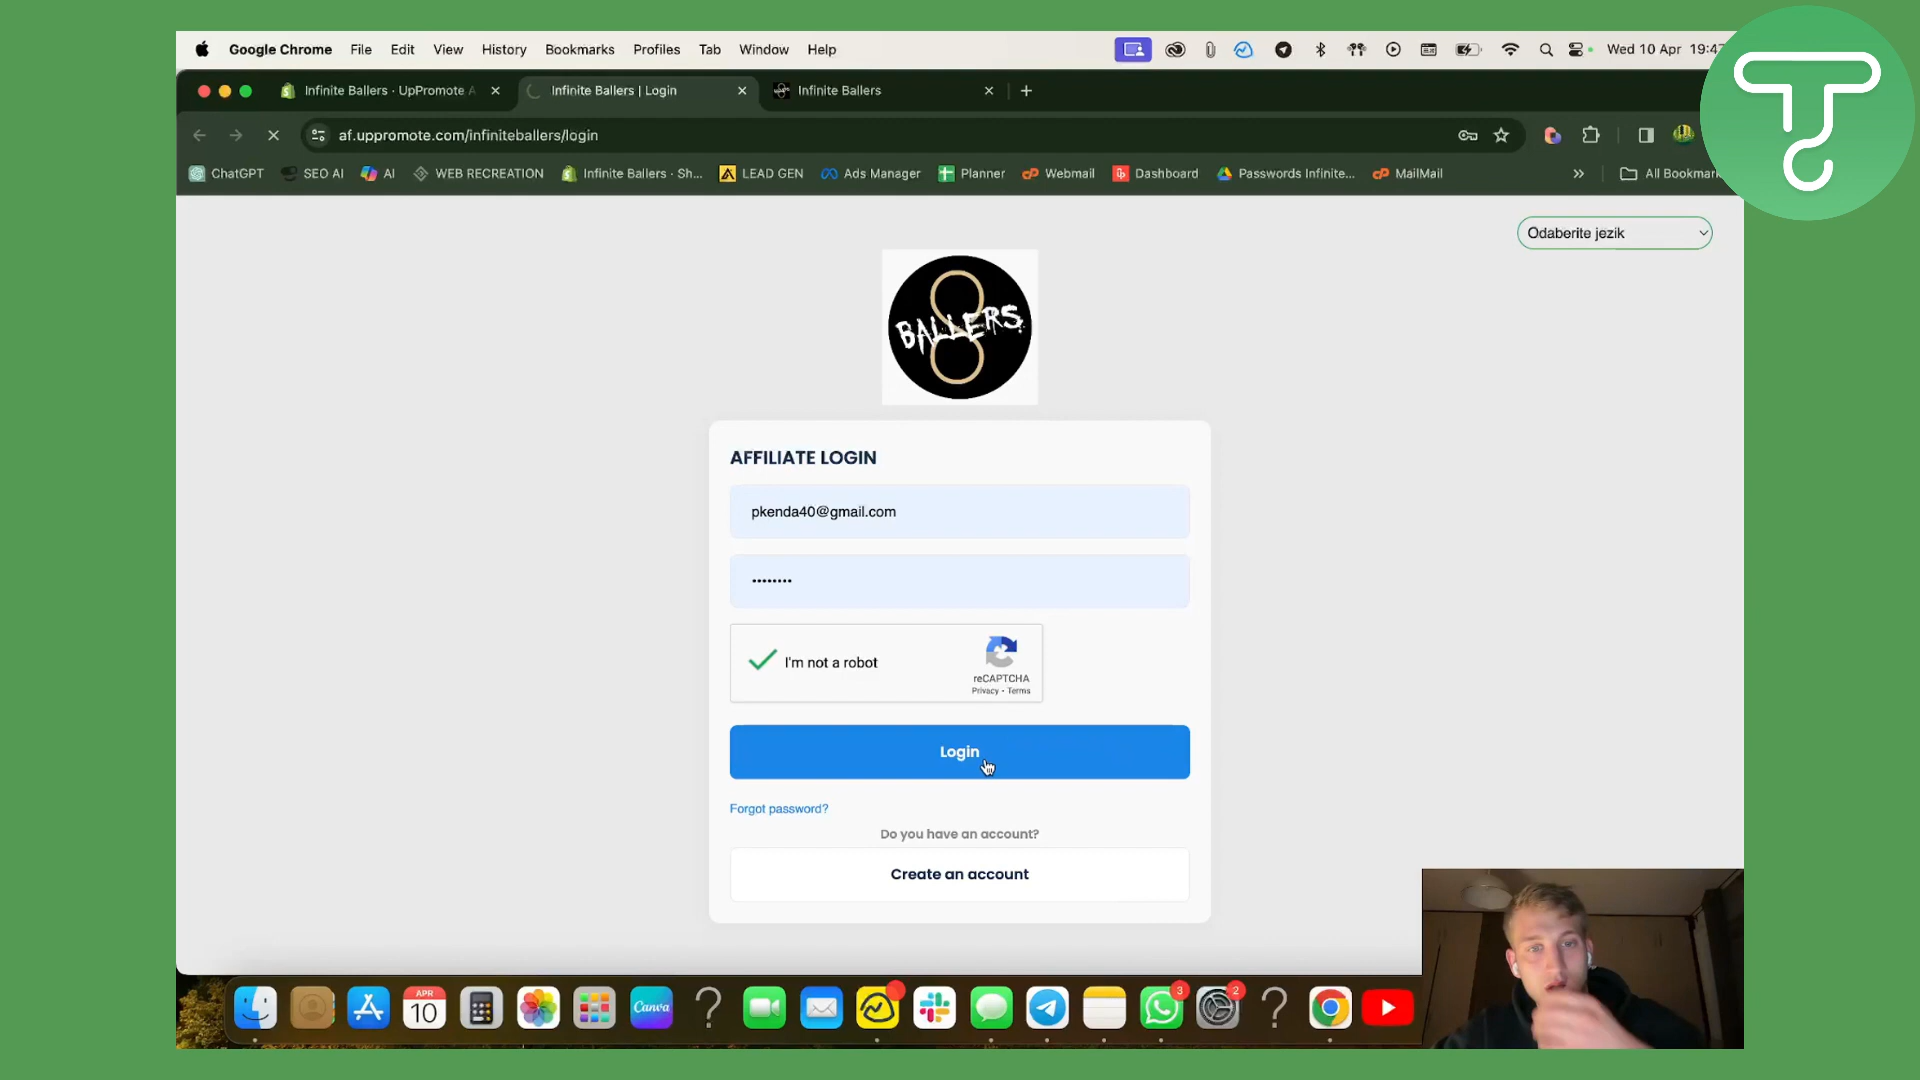 Google Chrome File Edit View History Bookmarks Profiles Tab Window Help Wed 10 Apr
Infinite Ballers · UpPromote A Infinite Ballers | Login Infinite Ballers
af.uppromote.com/infiniteballers/login
ChatGPT SEO AI AI WEB RECREATION Infinite Ballers · Sh... LEAD GEN Ads Manager Planner Webmail Dashboard Passwords Infinite... MailMail » All Bookmark
Odaberite jezik
BALLERS
AFFILIATE LOGIN
pkenda40@gmail.com
••••••••
I'm not a robot
reCAPTCHA
Privacy • Terms
Login
Forgot password?
Do you have an account?
Create an account
APR
10
Canva
3
2